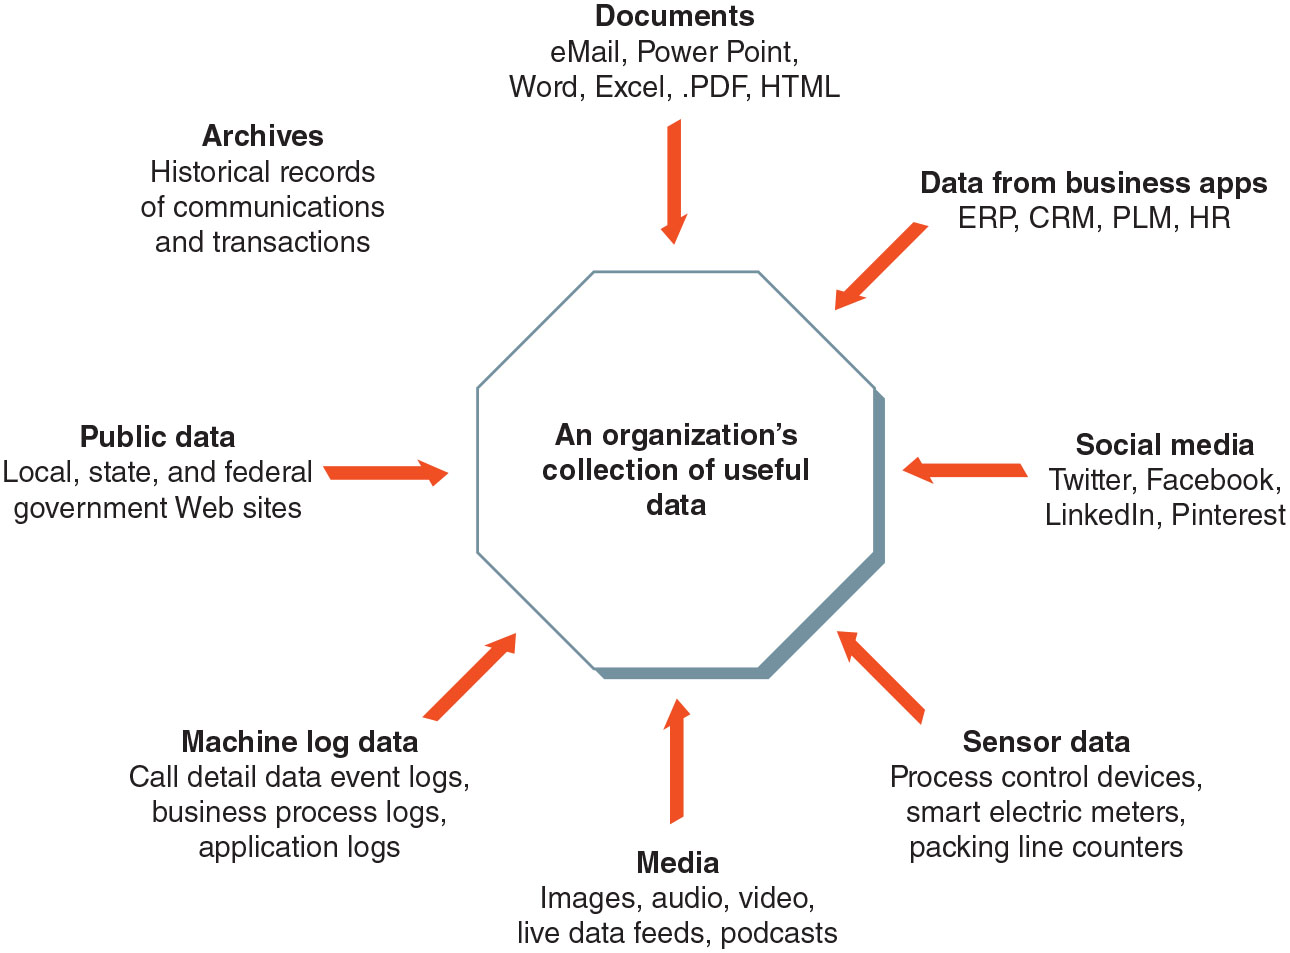 Documents
eMail, Power Point,
Word, Excel, .PDF, HTML
Archives
Historical records
of communications
and transactions
Data from business apps
ERP, CRM, PLM, HR
An organization’s
collection of useful
data
Public data
Local, state, and federal
government Web sites
Social media
Twitter, Facebook,
LinkedIn, Pinterest
Machine log data
Call detail data event logs,
business process logs,
application logs
Sensor data
Process control devices,
smart electric meters,
packing line counters
Media
Images, audio, video,
live data feeds, podcasts